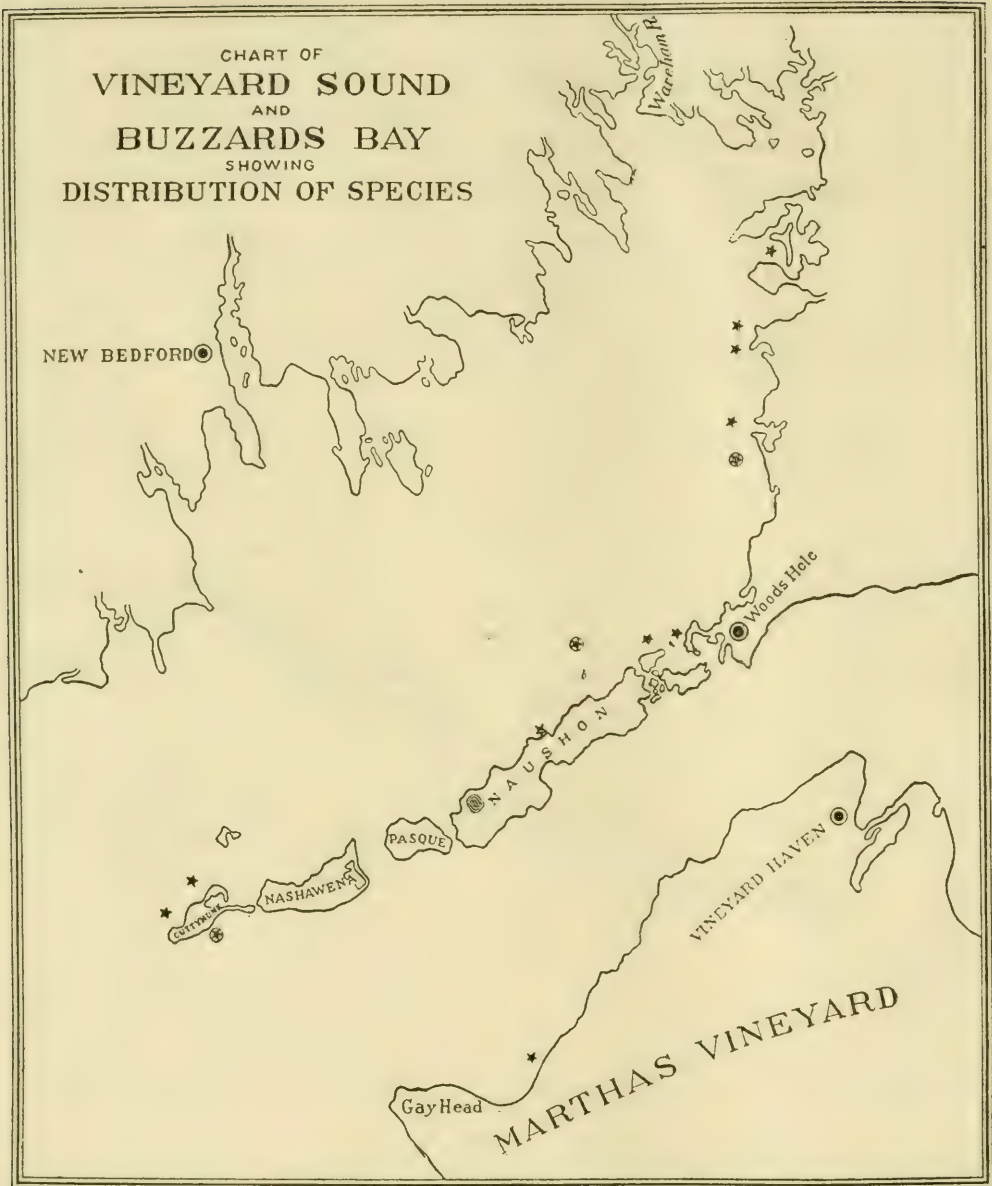 CHART OF
VINEYARD SOUND
AND
BUZZARDS BAY
SHOWING
DISTRIBUTION OF SPECIES
Wareham R.
NEW BEDFORD
Woods Hole
NAUSHON
PASQUE
NASHAWENA
CUTTYHUNK
VINEYARD HAVEN
MARTHAS VINEYARD
Gay Head